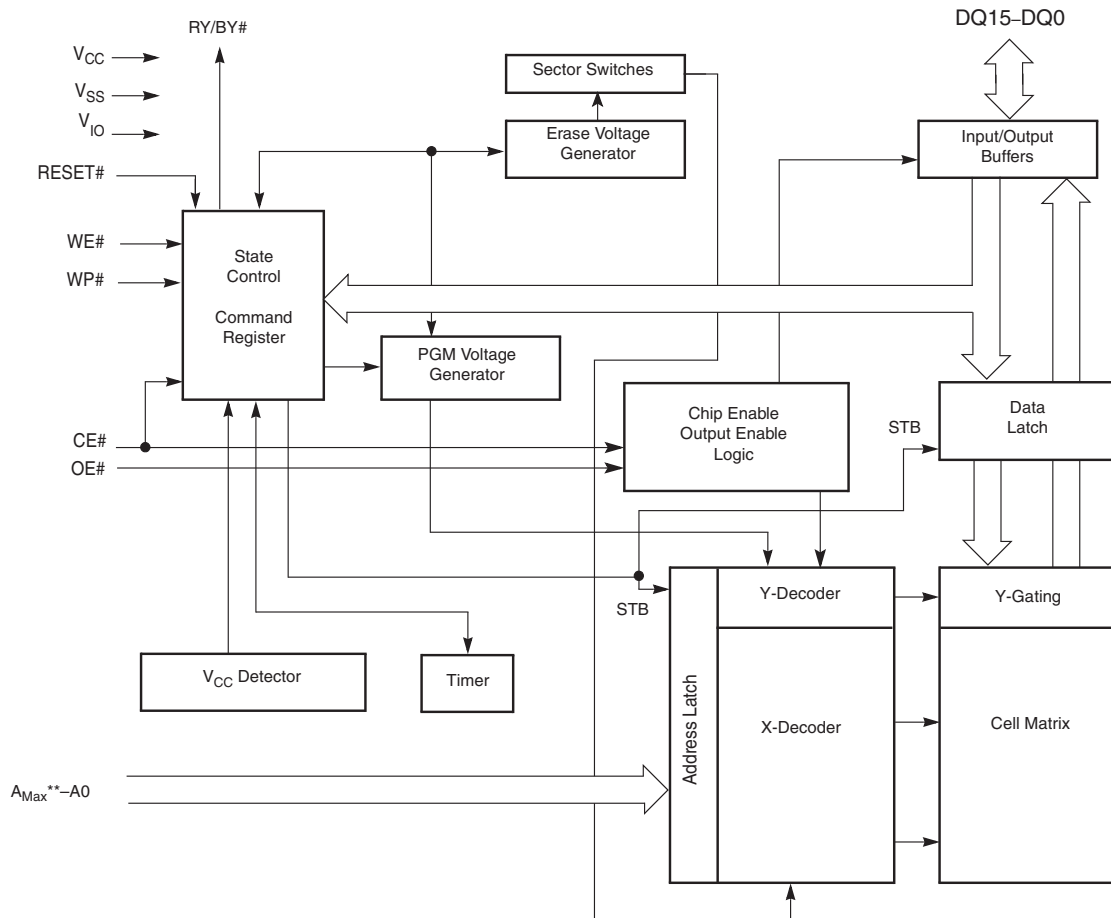 RY/BY#
DQ15–DQ0
VCC
VSS
VIO
RESET#
WE#
WP#
CE#
OE#
Sector Switches
Erase Voltage
Generator
Input/Output
Buffers
State
Control
Command
Register
PGM Voltage
Generator
Chip Enable
Output Enable
Logic
STB
Data
Latch
STB
Y-Decoder
Y-Gating
VCC Detector
Timer
Address Latch
X-Decoder
Cell Matrix
AMax**–A0